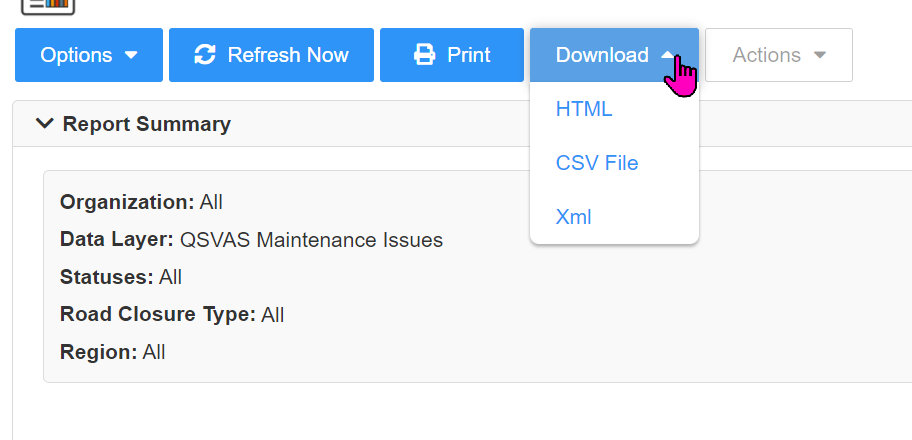 Options
Refresh Now
Print
Download
Actions
HTML
CSV File
Xml
Report Summary
Organization: All
Data Layer: QSVAS Maintenance Issues
Statuses: All
Road Closure Type: All
Region: All